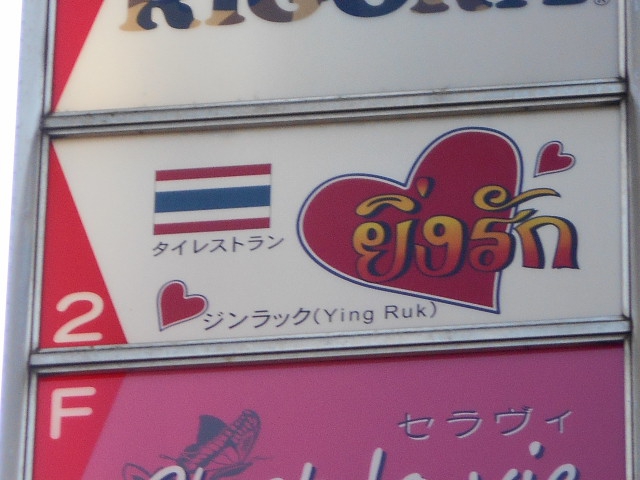 タイレストラン
ยิ่งรัก
ジンラック(Ying Ruk)
2
F
セラヴィ